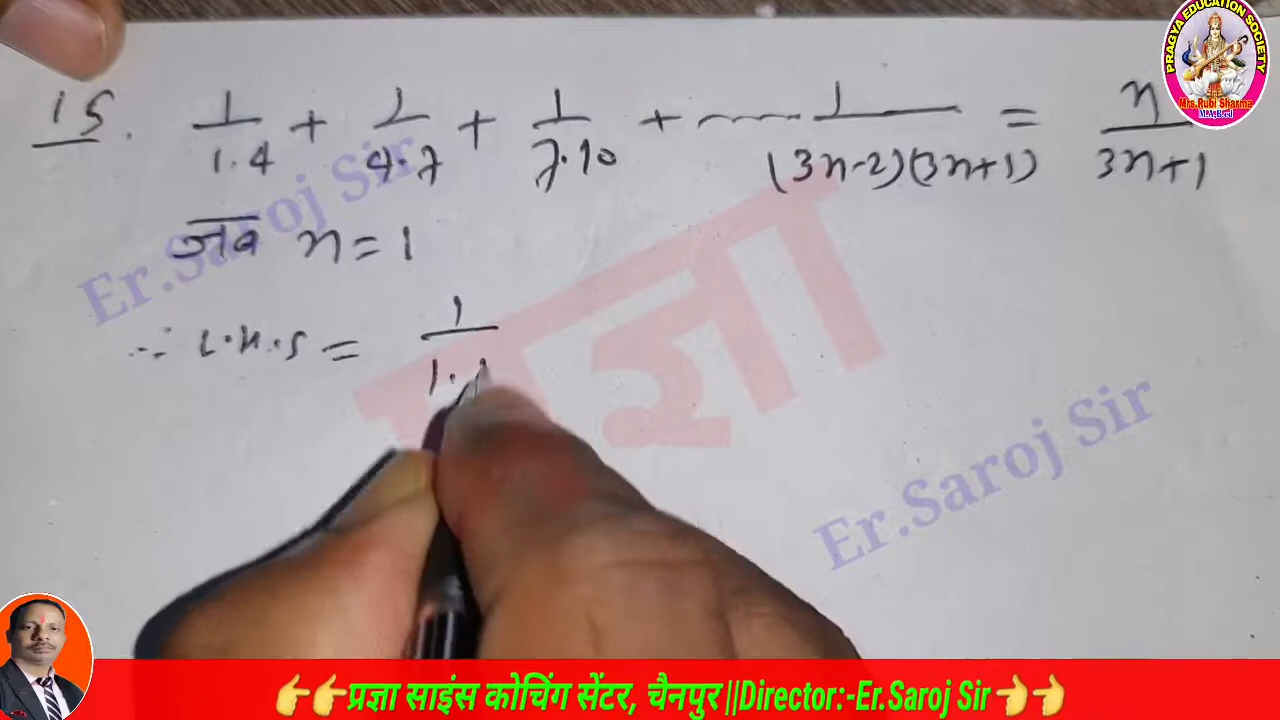 15. 1/1.4 + 1/4.7 + 1/7.10 + ---- 1/(3n-2)(3n+1) = n/3n+1
जब n = 1
∴ L.H.S = 1/1.
Er.Saroj Sir
प्रज्ञा
Er.Saroj Sir
PRAGYA EDUCATION SOCIETY
Mrs.Rubi Sharma
M.A,B.ed
👉👉प्रज्ञा साइंस कोचिंग सेंटर, चैनपुर||Director:-Er.Saroj Sir👈👈